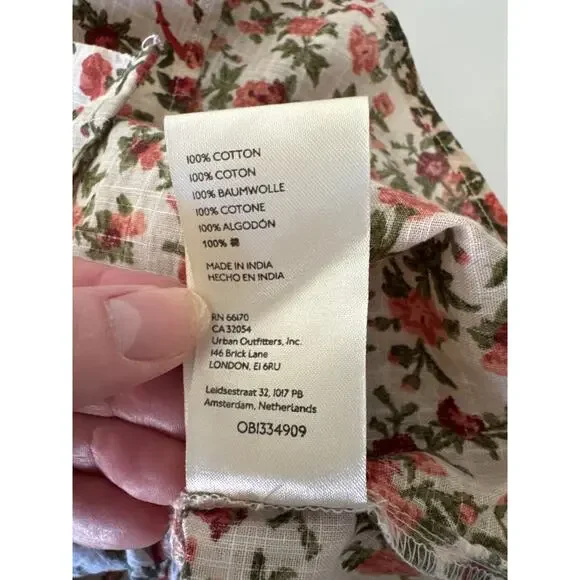 100% COTTON
100% COTON
100% BAUMWOLLE
100% COTONE
100% ALGODÓN
100% 棉
MADE IN INDIA
HECHO EN INDIA
RN 66170
CA 32054
Urban Outfitters, Inc.
146 Brick Lane
LONDON, E1 6RU
Leidsestraat 32, 1017 PB
Amsterdam, Netherlands
OB1334909